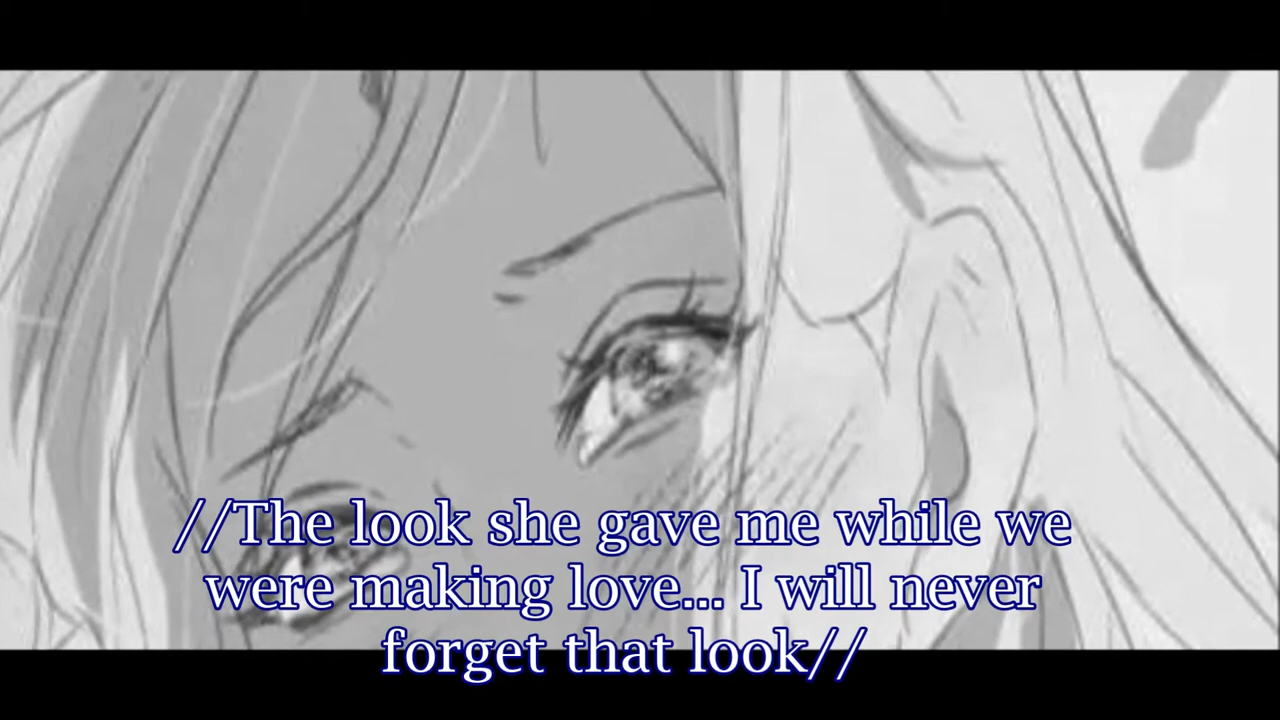 //The look she gave me while we
were making love... I will never
forget that look//